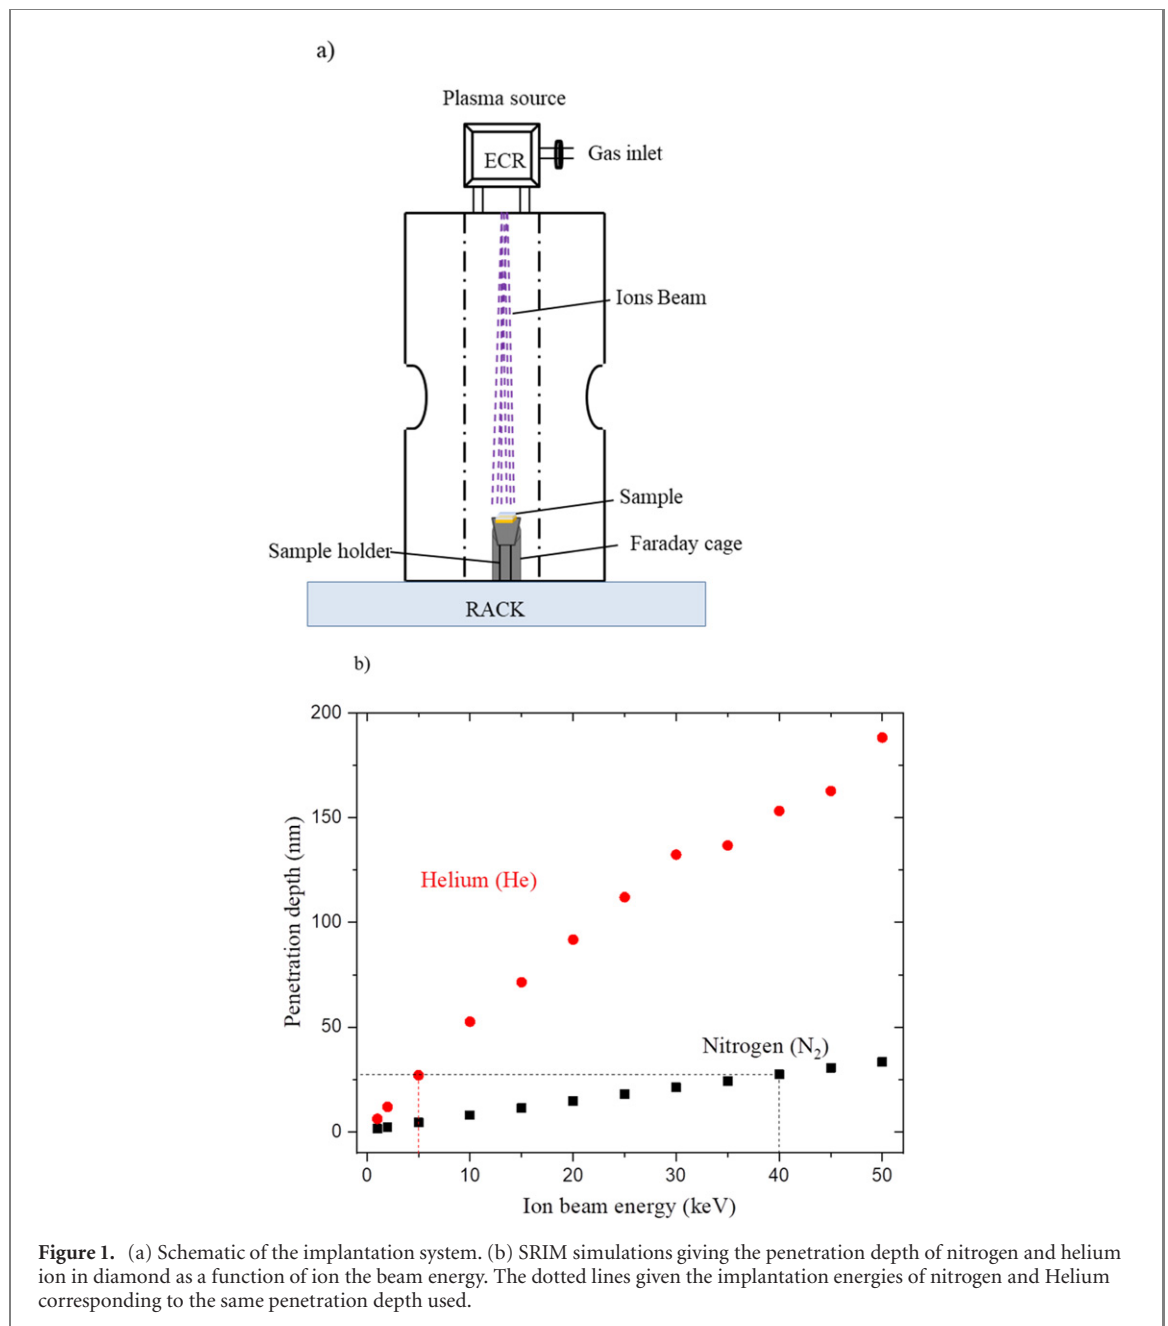 a)
Plasma source
ECR
Gas inlet
Ions Beam
Sample
Sample holder
Faraday cage
RACK
b)
200
150
100
50
0
Penetration depth (nm)
Helium (He)
Nitrogen (N₂)
0 10 20 30 40 50
Ion beam energy (keV)
Figure 1. (a) Schematic of the implantation system. (b) SRIM simulations giving the penetration depth of nitrogen and helium
ion in diamond as a function of ion the beam energy. The dotted lines given the implantation energies of nitrogen and Helium
corresponding to the same penetration depth used.